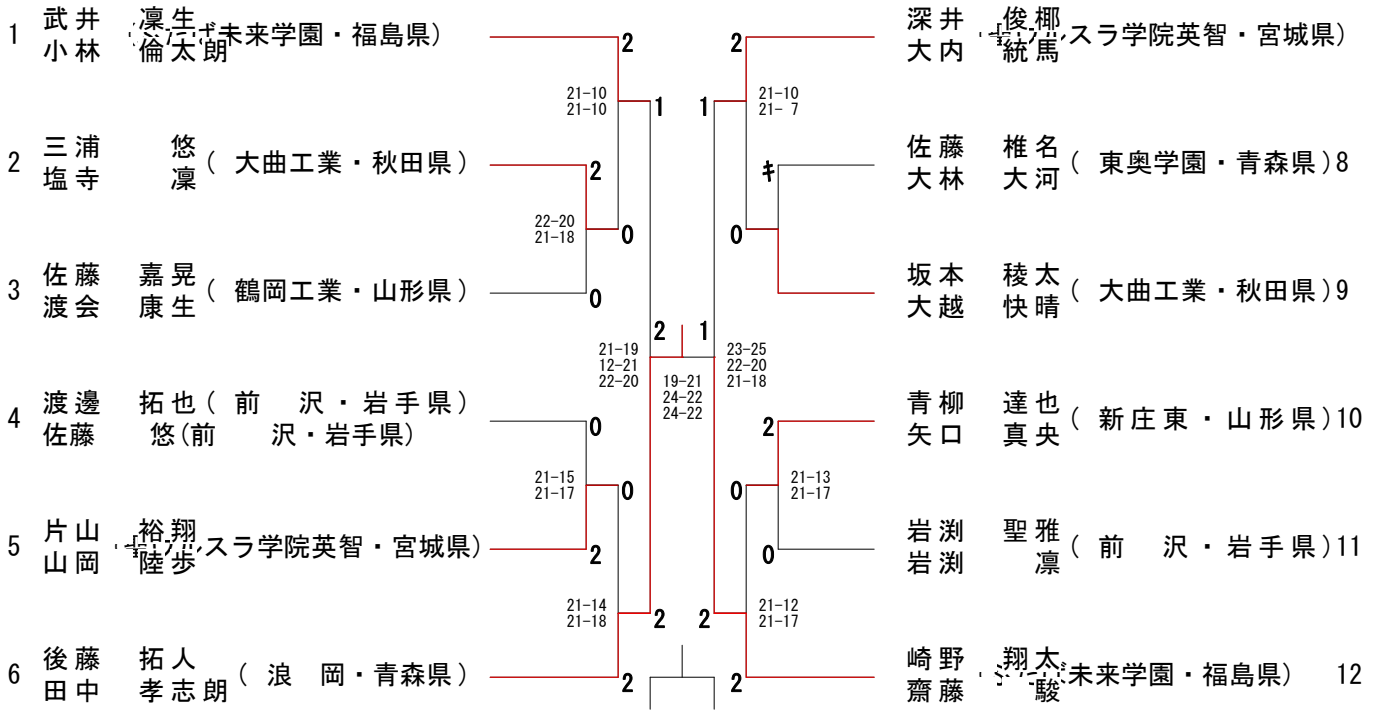 1 武井 凜生
小林 倫太朗
未来学園・福島県)
2 三浦 悠
塩寺 凜
( 大曲工業・秋田県 )
3 佐藤 嘉晃
渡会 康生
( 鶴岡工業・山形県 )
4 渡邊 拓也 ( 前 沢・岩手県 )
佐藤 悠(前 沢・岩手県)
5 片山 裕翔
山岡 陸歩
スラ学院英智・宮城県)
6 後藤 拓人
田中 孝志朗
( 浪 岡・青森県 )
2
21-10
21-10
1
2
22-20
21-18
0
0
2
21-19
12-21
22-20
0
21-15
21-17
0
2
21-14
21-18
2
2
19-21
24-22
24-22
2
21-10
21- 7
1
キ
0
1
23-25
22-20
21-18
2
21-13
21-17
0
0
21-12
21-17
2
2
深井 俊椰
大内 統馬
スラ学院英智・宮城県)
佐藤 椎名
大林 大河
( 東奥学園・青森県 ) 8
坂本 稜太
大越 快晴
( 大曲工業・秋田県 ) 9
青柳 達也
矢口 真央
( 新庄東・山形県 ) 10
岩渕 聖雅
岩渕 凛
( 前 沢・岩手県 ) 11
崎野 翔太
齋藤 駿
未来学園・福島県) 12